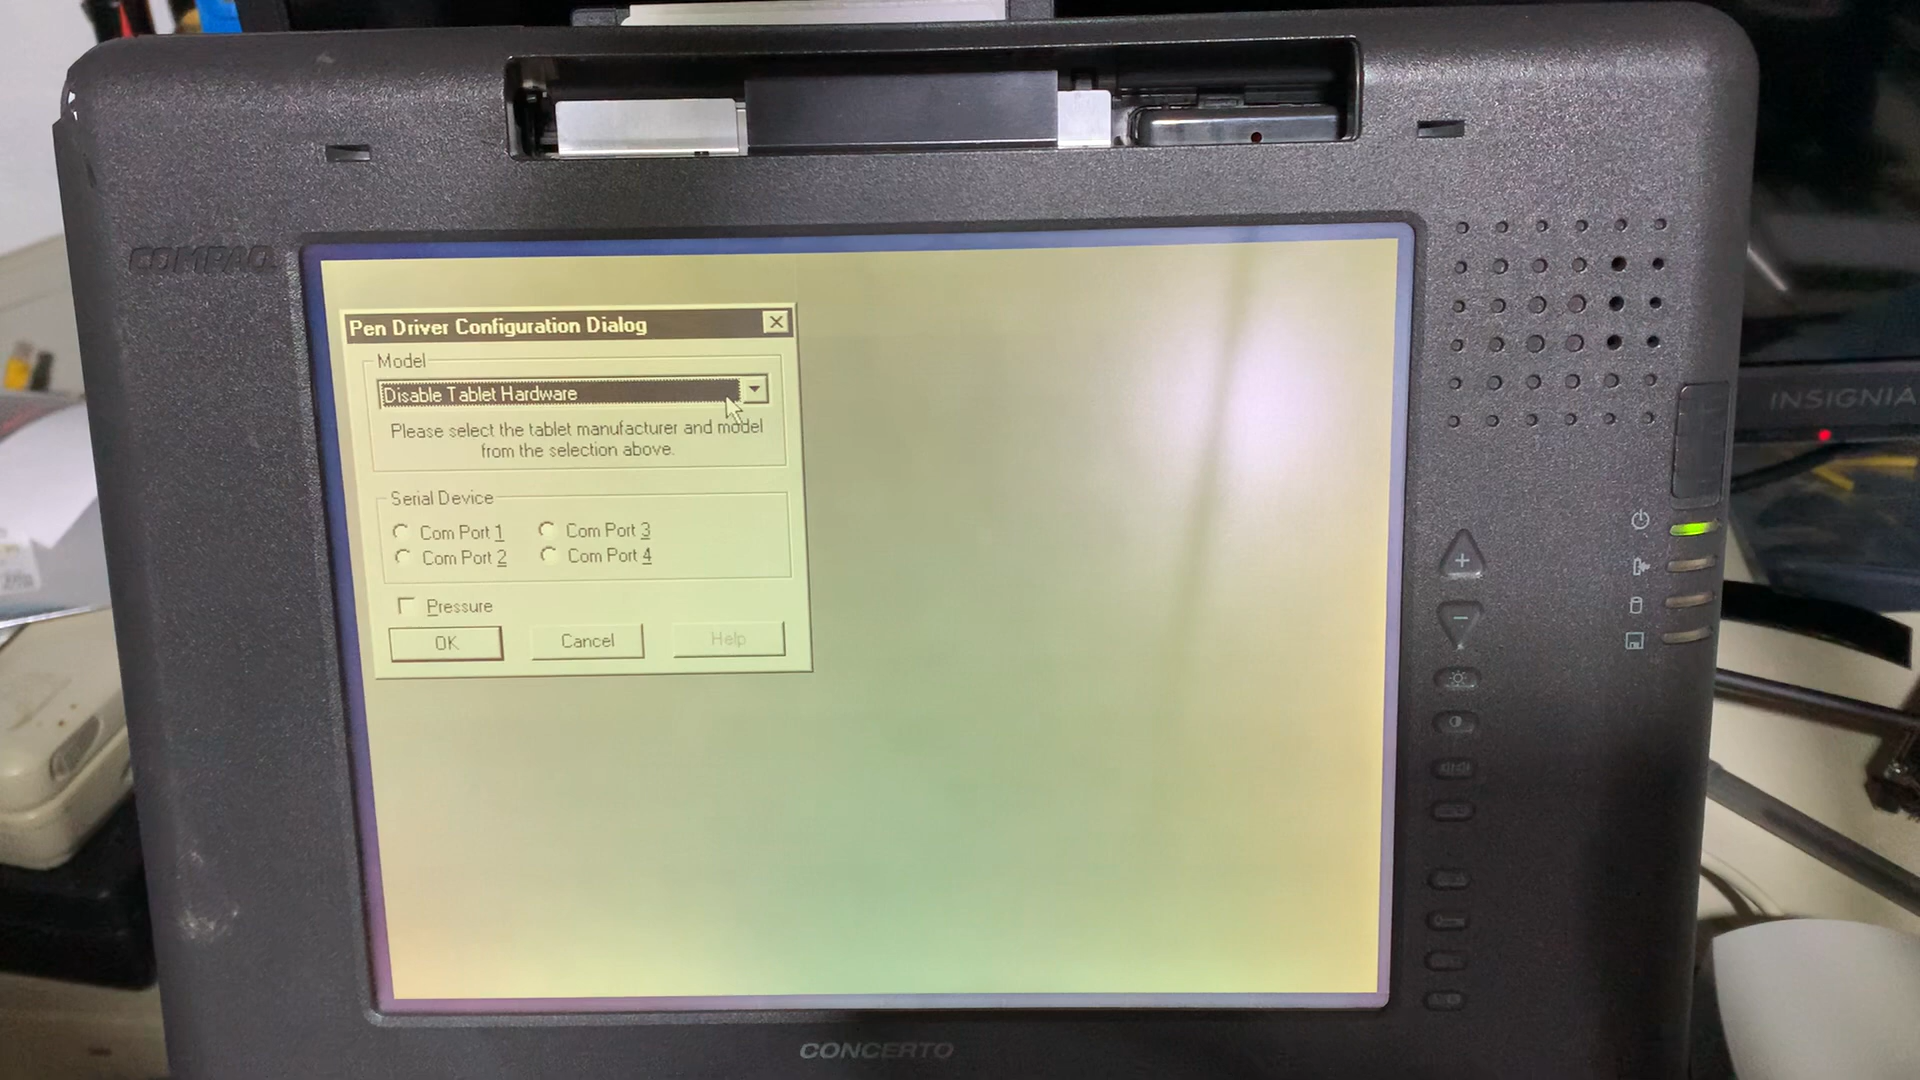 COMPAQ
Pen Driver Configuration Dialog
Model
Disable Tablet Hardware
Please select the tablet manufacturer and model
from the selection above.
Serial Device
Com Port 1
Com Port 3
Com Port 2
Com Port 4
Pressure
OK
Cancel
Help
INSIGNIA
CONCERTO